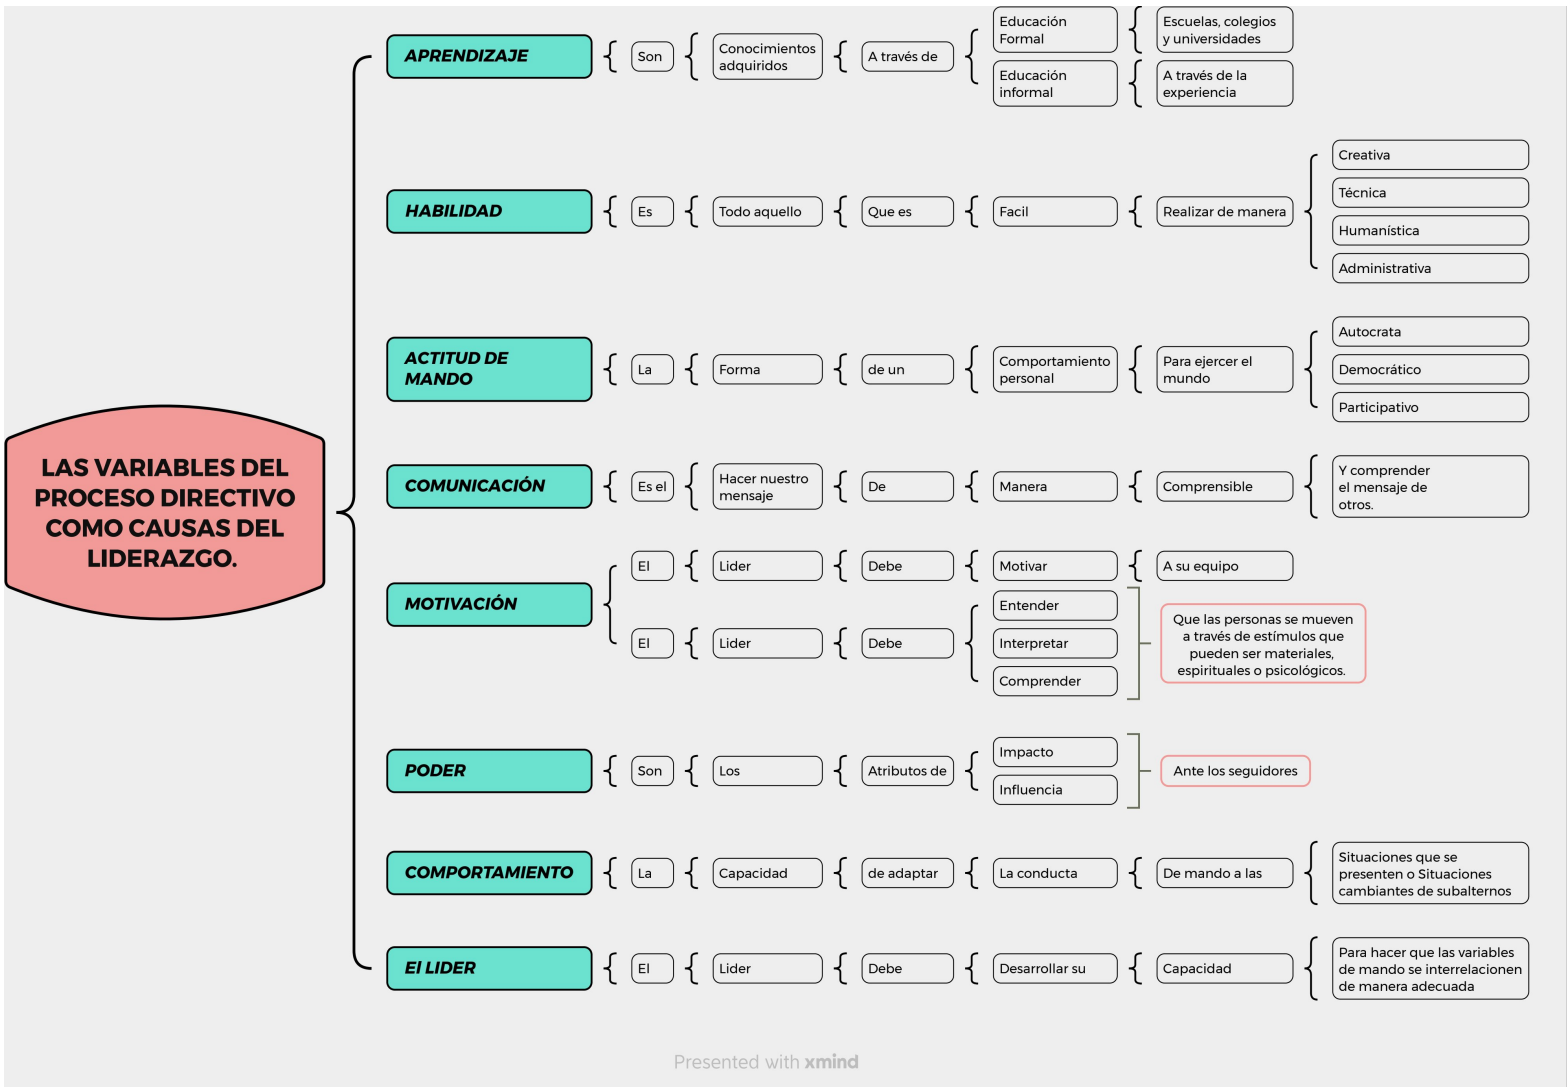 LAS VARIABLES DEL
PROCESO DIRECTIVO
COMO CAUSAS DEL
LIDERAZGO.
APRENDIZAJE
Son
Conocimientos
adquiridos
A través de
Educación
Formal
Escuelas, colegios
y universidades
Educación
informal
A través de la
experiencia
HABILIDAD
Es
Todo aquello
Que es
Facil
Realizar de manera
Creativa
Técnica
Humanística
Administrativa
ACTITUD DE
MANDO
La
Forma
de un
Comportamiento
personal
Para ejercer el
mundo
Autocrata
Democrático
Participativo
COMUNICACIÓN
Es el
Hacer nuestro
mensaje
De
Manera
Comprensible
Y comprender
el mensaje de
otros.
MOTIVACIÓN
El
Lider
Debe
Motivar
A su equipo
El
Lider
Debe
Entender
Interpretar
Comprender
Que las personas se mueven
a través de estímulos que
pueden ser materiales,
espirituales o psicológicos.
PODER
Son
Los
Atributos de
Impacto
Influencia
Ante los seguidores
COMPORTAMIENTO
La
Capacidad
de adaptar
La conducta
De mando a las
Situaciones que se
presenten o Situaciones
cambiantes de subalternos
El LIDER
El
Lider
Debe
Desarrollar su
Capacidad
Para hacer que las variables
de mando se interrelacionen
de manera adecuada
Presented with xmind